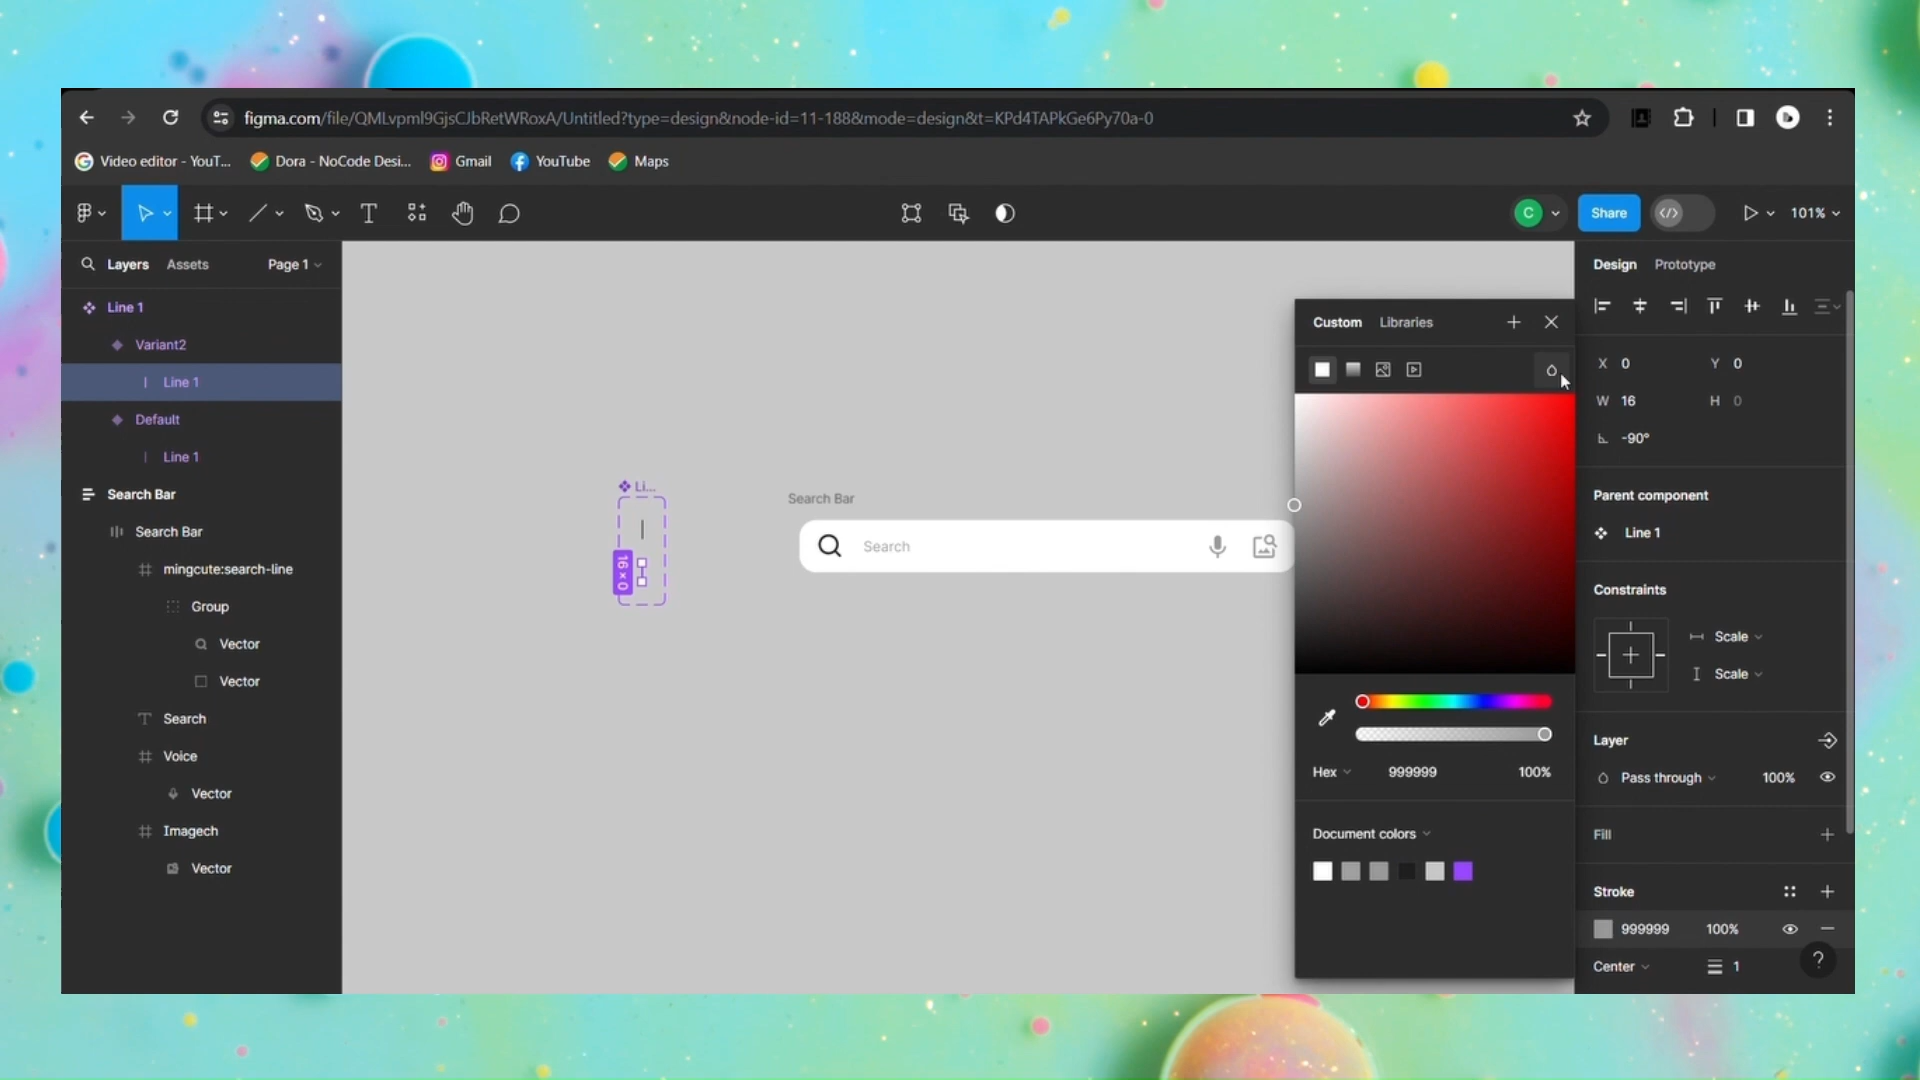 figma.com/file/QMLvpml9GjsCJbRetWRoxA/Untitled?type=design&node-id=11-188&mode=design&t=KPd4TAPkGe6Py70a-0
Video editor - YouT...
Dora - NoCode Desi...
Gmail
YouTube
Maps
C
Share
101%
Layers
Assets
Page 1
Line 1
Variant2
Line 1
Default
Line 1
Search Bar
Search Bar
mingcute:search-line
Group
Vector
Vector
Search
Voice
Vector
Imagech
Vector
Li...
16 × 0
Search Bar
Search
Custom
Libraries
Hex
999999
100%
Document colors
Design
Prototype
X 0
Y 0
W 16
H 0
-90°
Parent component
Line 1
Constraints
Scale
Scale
Layer
Pass through
100%
Fill
Stroke
999999
100%
Center
1
?